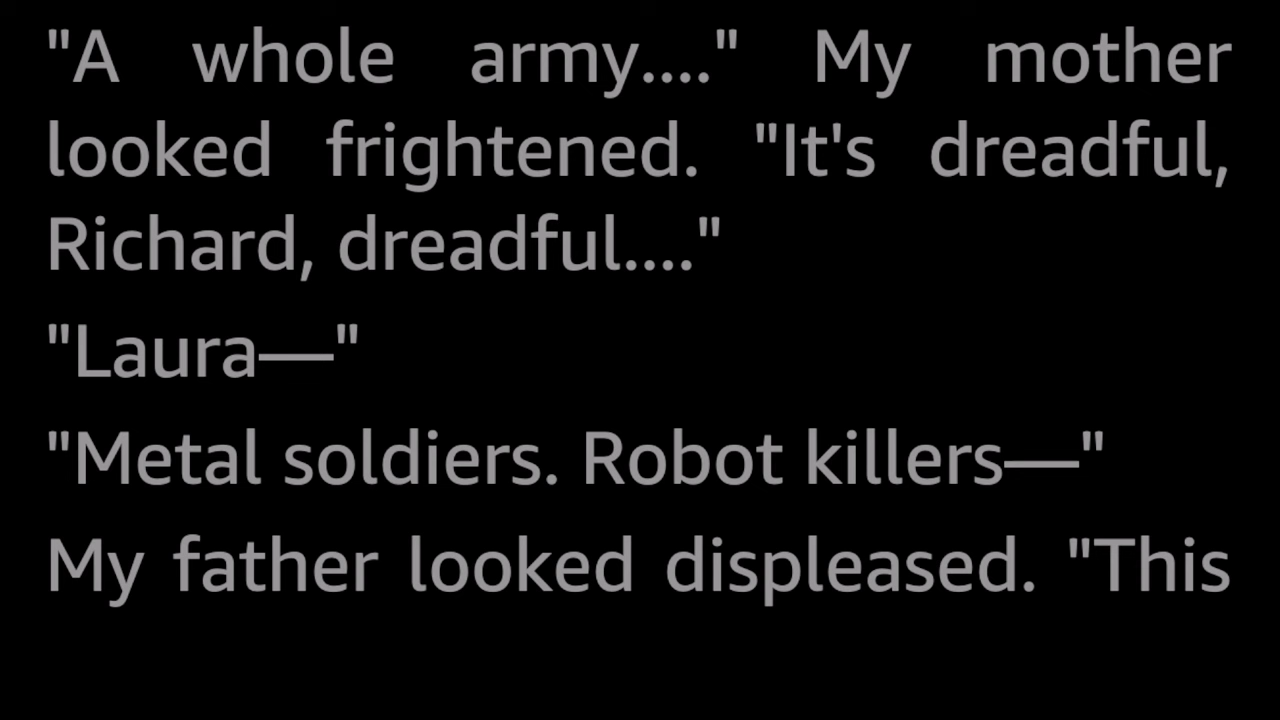 "A whole army...." My mother
looked frightened. "It's dreadful,
Richard, dreadful...."
"Laura—"
"Metal soldiers. Robot killers—"
My father looked displeased. "This